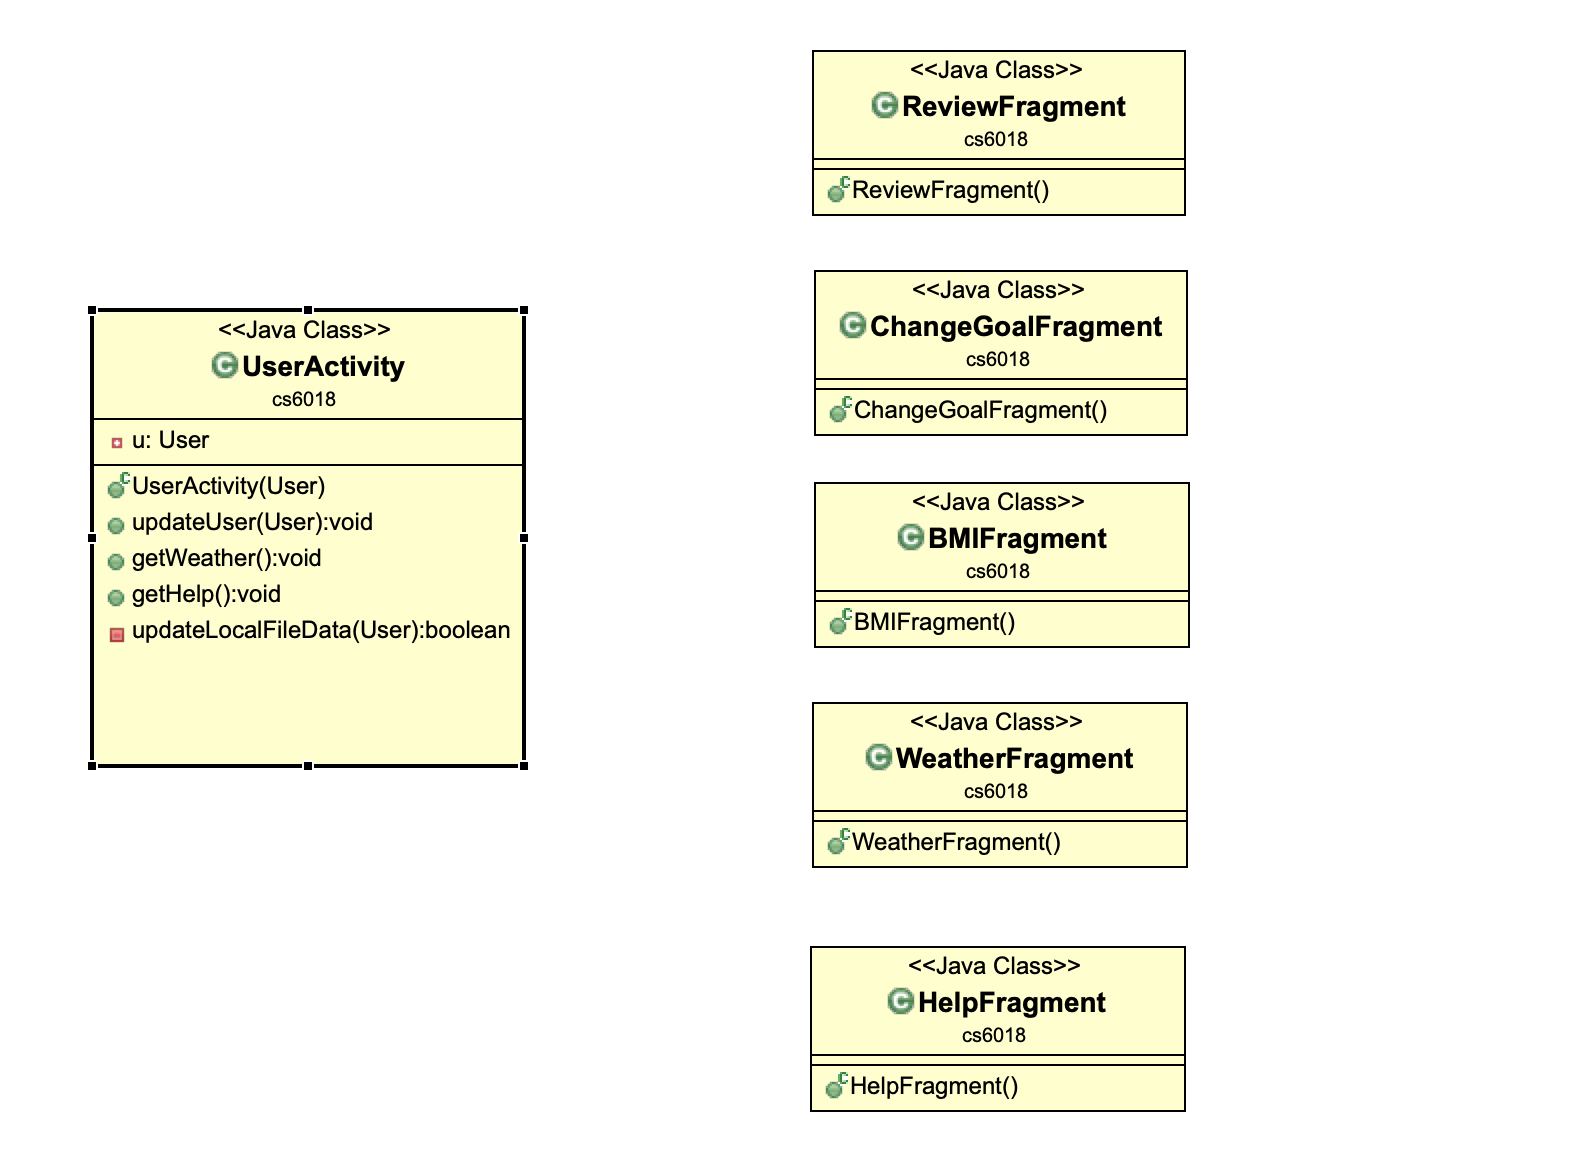 <<Java Class>>
UserActivity
cs6018
u: User
UserActivity(User)
updateUser(User):void
getWeather():void
getHelp():void
updateLocalFileData(User):boolean
<<Java Class>>
ReviewFragment
cs6018
ReviewFragment()
<<Java Class>>
ChangeGoalFragment
cs6018
ChangeGoalFragment()
<<Java Class>>
BMIFragment
cs6018
BMIFragment()
<<Java Class>>
WeatherFragment
cs6018
WeatherFragment()
<<Java Class>>
HelpFragment
cs6018
HelpFragment()